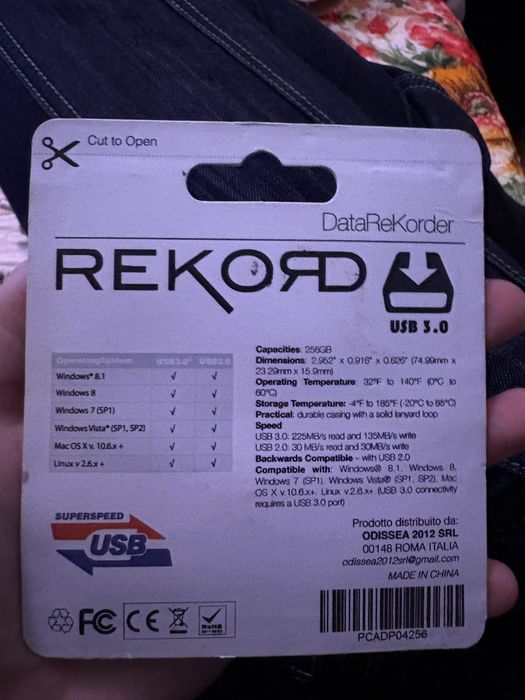 Cut to Open
DataReKorder
REKORD
USB 3.0
OperatingSystem USB3.0 USB2.0
Windows® 8.1 √ √
Windows 8 √ √
Windows 7 (SP1) √ √
Windows Vista® (SP1, SP2) √ √
Mac OS X v. 10.6.x + √ √
Linux v 2.6.x + √ √
Capacities: 256GB
Dimensions: 2.952" x 0.916" x 0.626" (74.99mm x
23.29mm x 15.9mm)
Operating Temperature: 32°F to 140°F (0°C to
60°C)
Storage Temperature: -4°F to 185°F (-20°C to 85°C)
Practical: durable casing with a solid lanyard loop
Speed
USB 3.0: 225MB/s read and 135MB/s write
USB 2.0: 30 MB/s read and 30MB/s write
Backwards Compatible – with USB 2.0
Compatible with: Windows® 8.1, Windows 8,
Windows 7 (SP1), Windows Vista® (SP1, SP2), Mac
OS X v.10.6.x+, Linux v.2.6.x+ (USB 3.0 connectivity
requires a USB 3.0 port)
SUPERSPEED
USB
Prodotto distribuito da:
ODISSEA 2012 SRL
00148 ROMA ITALIA
odissea2012srl@gmail.com
MADE IN CHINA
FC CE RoHS
PCADP04256